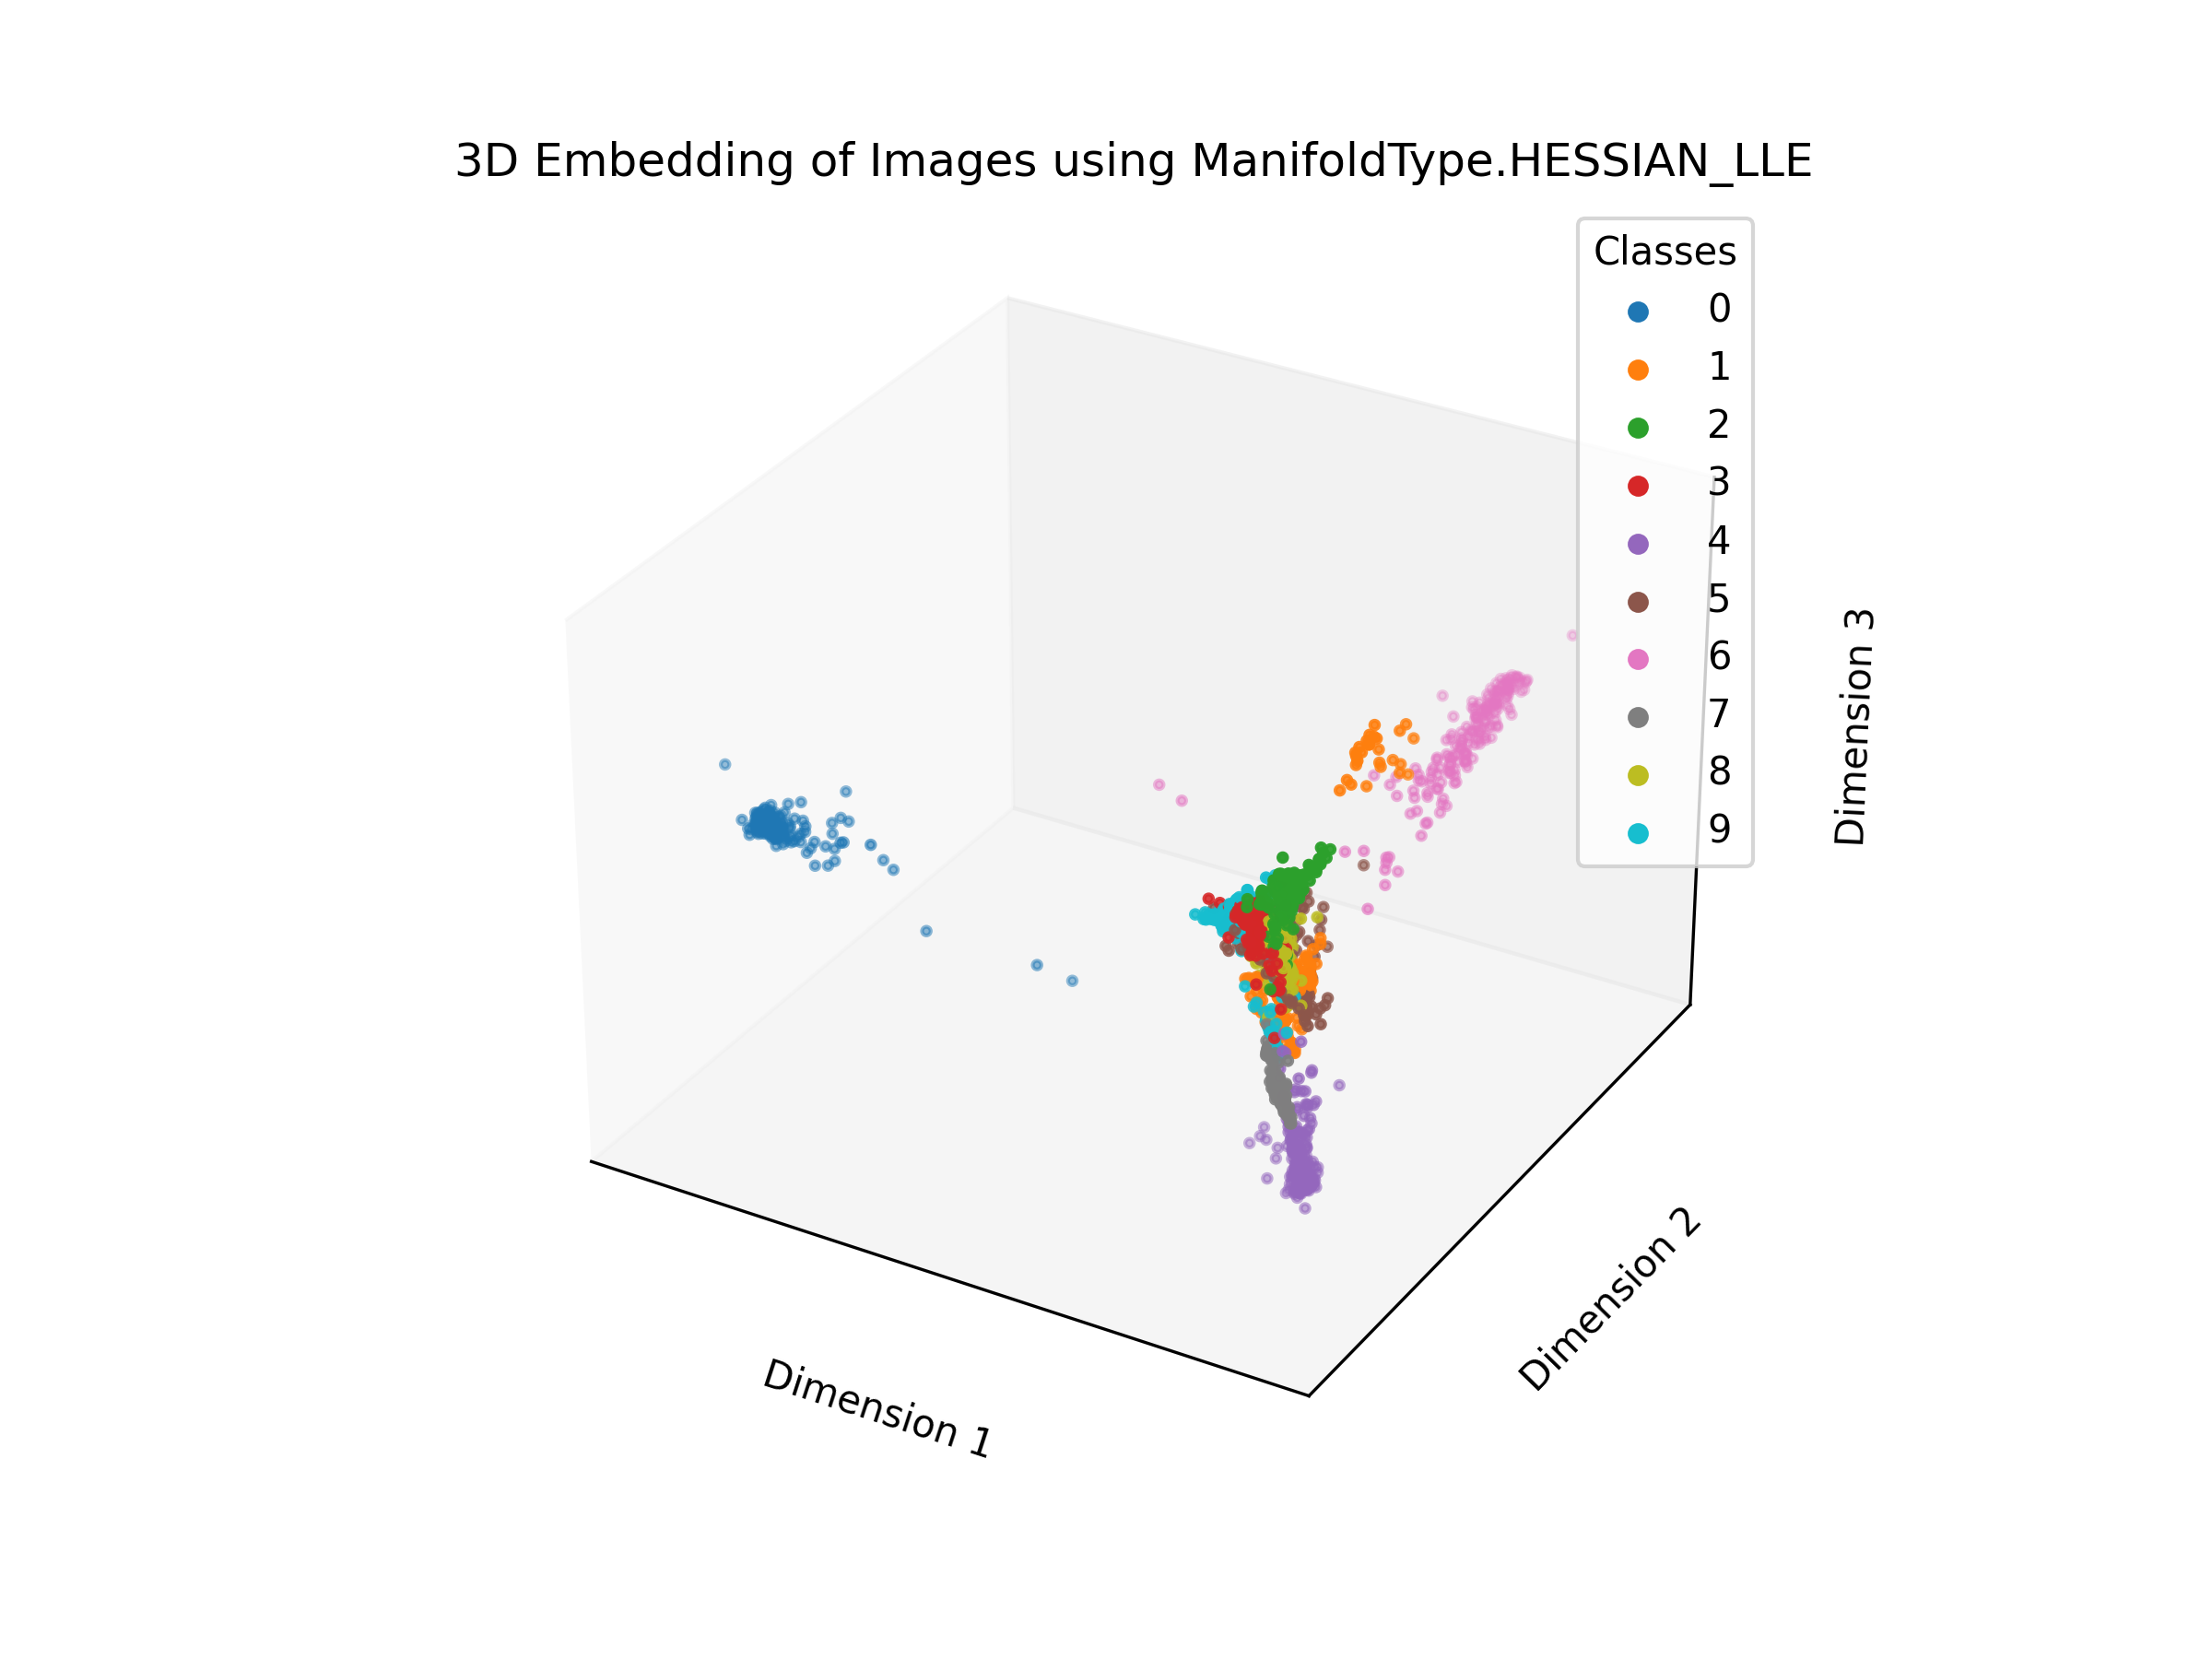 3D Embedding of Images using ManifoldType.HESSIAN_LLE
Classes
0
1
2
3
4
5
6
7
8
9
Dimension 3
Dimension 2
Dimension 1